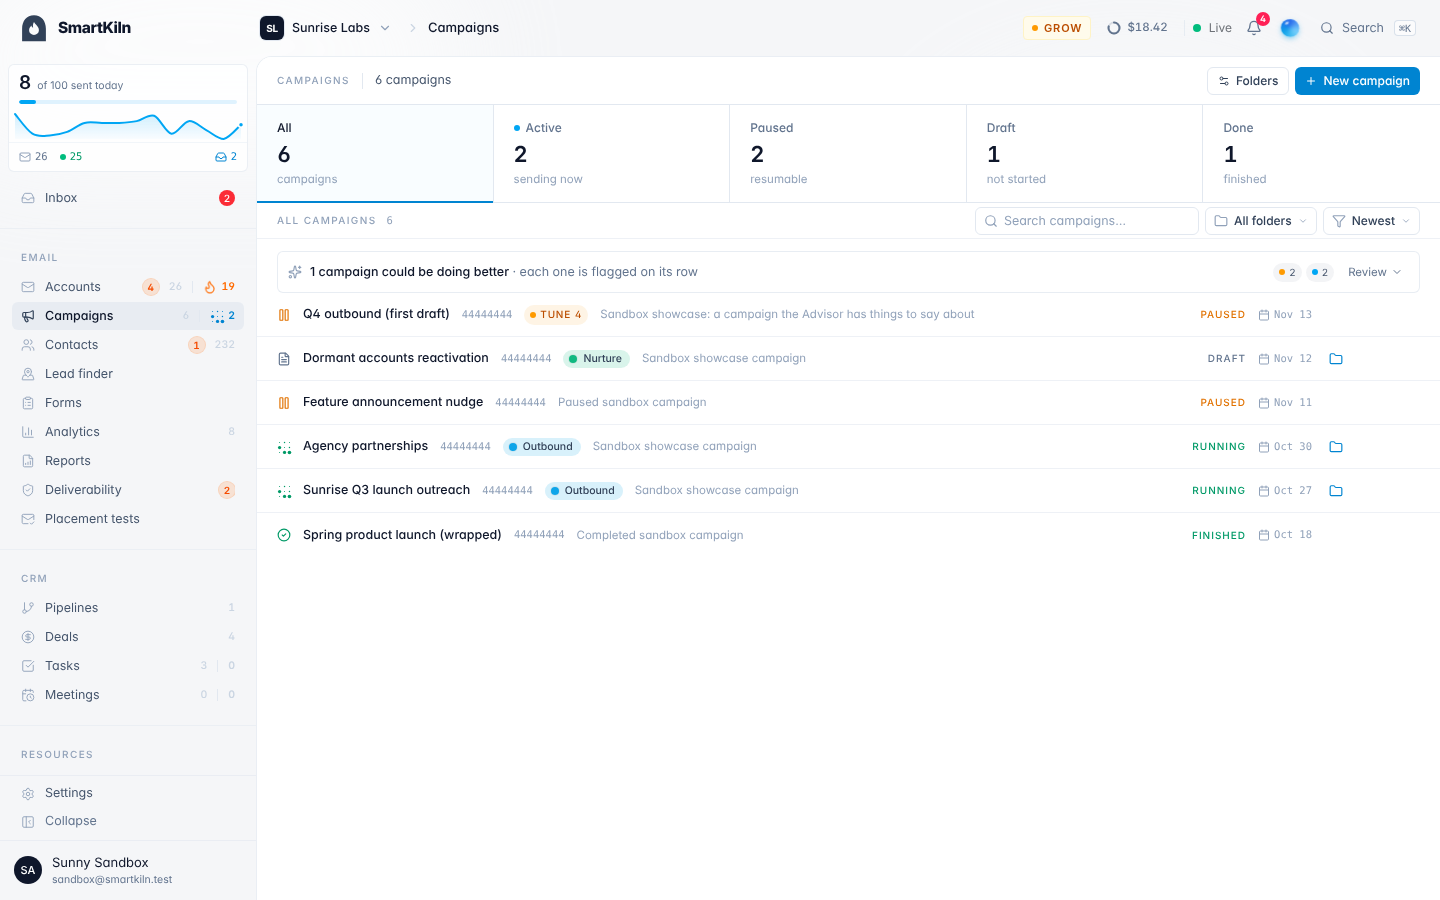 SmartKiln
SL Sunrise Labs Campaigns
GROW $18.42 Live 4 Search ⌘K
8 of 100 sent today
26 25 2
Inbox 2
EMAIL
Accounts 4 26 19
Campaigns 6 2
Contacts 1 232
Lead finder
Forms
Analytics 8
Reports
Deliverability 2
Placement tests
CRM
Pipelines 1
Deals 4
Tasks 3 0
Meetings 0 0
RESOURCES
Settings
Collapse
SA Sunny Sandbox
sandbox@smartkiln.test
CAMPAIGNS 6 campaigns
Folders + New campaign
All
6
campaigns
Active
2
sending now
Paused
2
resumable
Draft
1
not started
Done
1
finished
ALL CAMPAIGNS 6
Search campaigns... All folders Newest
1 campaign could be doing better · each one is flagged on its row 2 2 Review
Q4 outbound (first draft) 44444444 TUNE 4 Sandbox showcase: a campaign the Advisor has things to say about PAUSED Nov 13
Dormant accounts reactivation 44444444 Nurture Sandbox showcase campaign DRAFT Nov 12
Feature announcement nudge 44444444 Paused sandbox campaign PAUSED Nov 11
Agency partnerships 44444444 Outbound Sandbox showcase campaign RUNNING Oct 30
Sunrise Q3 launch outreach 44444444 Outbound Sandbox showcase campaign RUNNING Oct 27
Spring product launch (wrapped) 44444444 Completed sandbox campaign FINISHED Oct 18